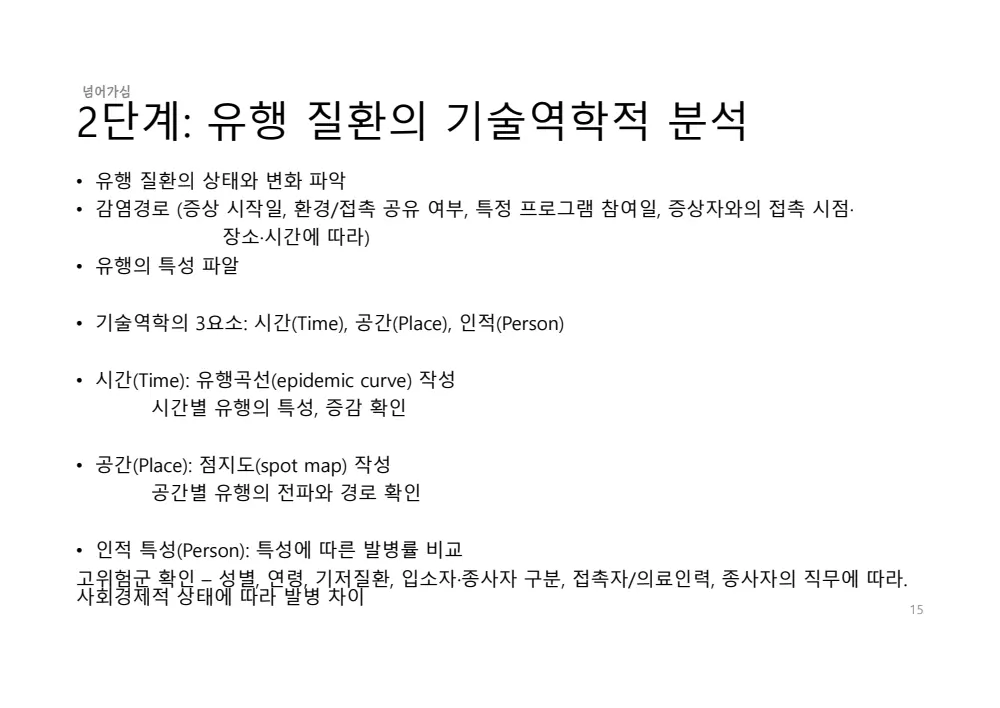 넘어가심
2단계: 유행 질환의 기술역학적 분석
• 유행 질환의 상태와 변화 파악
• 감염경로 (증상 시작일, 환경/접촉 공유 여부, 특정 프로그램 참여일, 증상자와의 접촉 시점·
장소·시간에 따라)
• 유행의 특성 파알
• 기술역학의 3요소: 시간(Time), 공간(Place), 인적(Person)
• 시간(Time): 유행곡선(epidemic curve) 작성
시간별 유행의 특성, 증감 확인
• 공간(Place): 점지도(spot map) 작성
공간별 유행의 전파와 경로 확인
• 인적 특성(Person): 특성에 따른 발병률 비교
고위험군 확인 – 성별, 연령, 기저질환, 입소자·종사자 구분, 접촉자/의료인력, 종사자의 직무에 따라.
사회경제적 상태에 따라 발병 차이
15